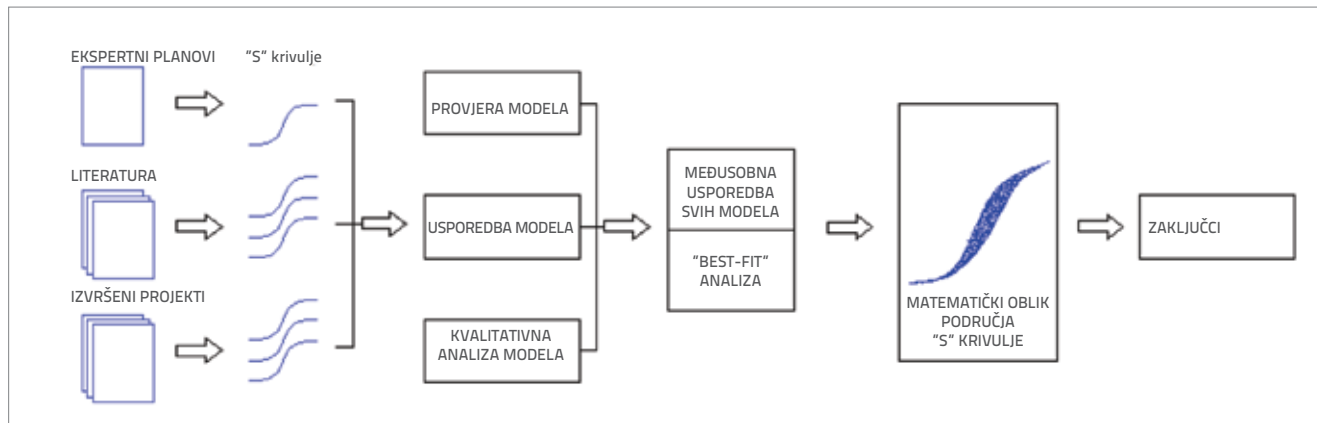 EKSPERTNI PLANOVI
"S" krivulje
LITERATURA
IZVRŠENI PROJEKTI
PROVJERA MODELA
USPOREDBA MODELA
KVALITATIVNA
ANALIZA MODELA
MEĐUSOBNA
USPOREDBA
SVIH MODELA
"BEST-FIT"
ANALIZA
MATEMATIČKI OBLIK
PODRUČJA
"S" KRIVULJE
ZAKLJUČCI